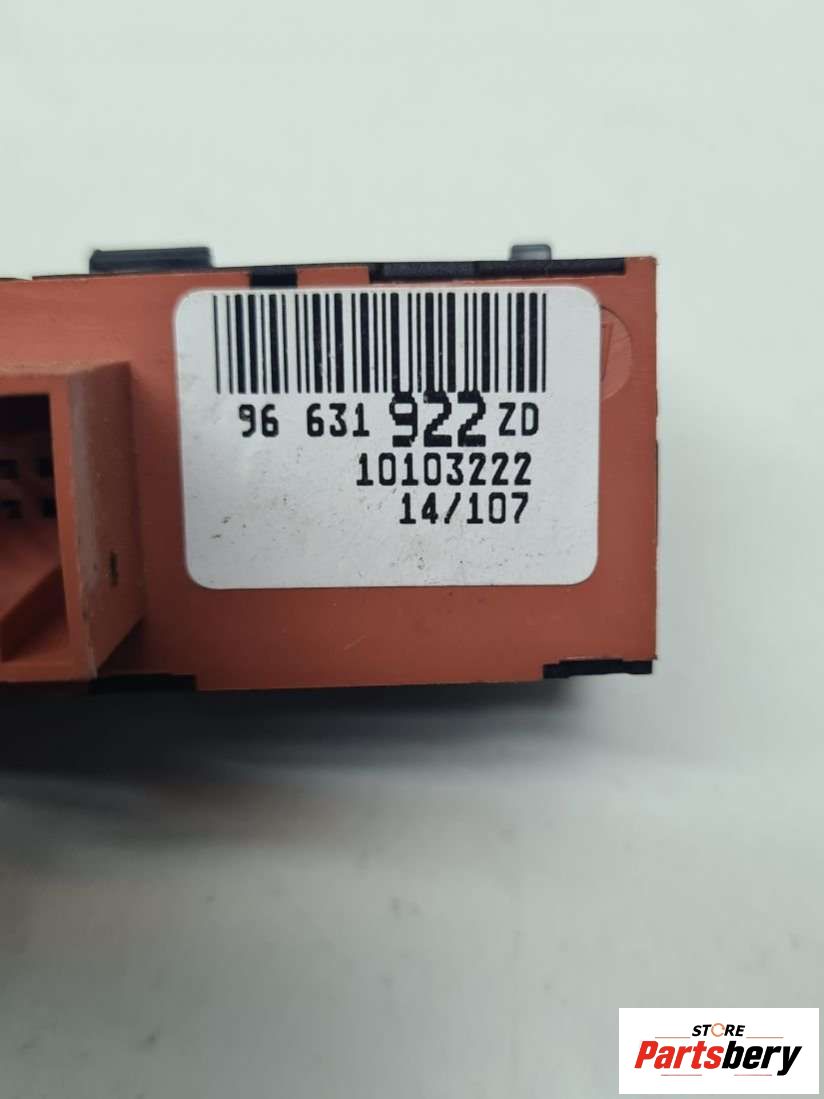 96 631 922 ZD
10103222
14/107
STORE
Partsbery